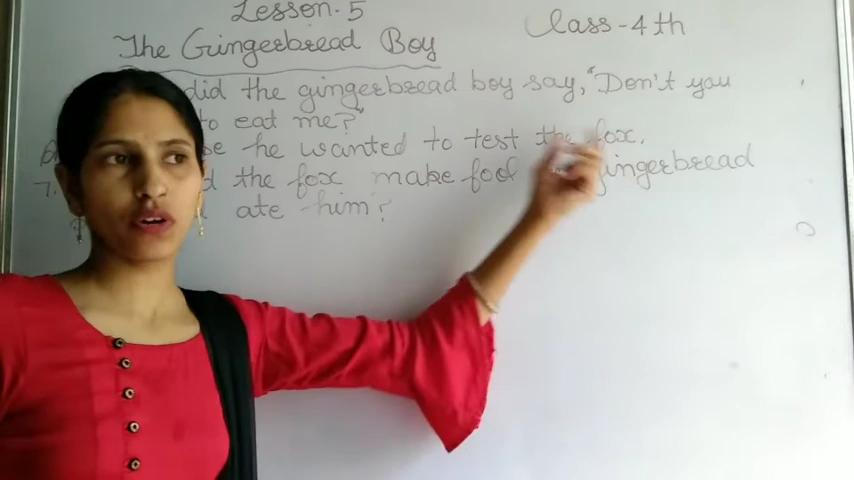 Lesson-5
Class-4th
The Gingerbread Boy
did the gingerbread boy say, "Don't you
to eat me?"
he wanted to test the fox.
7. the fox make fool gingerbread
ate him?